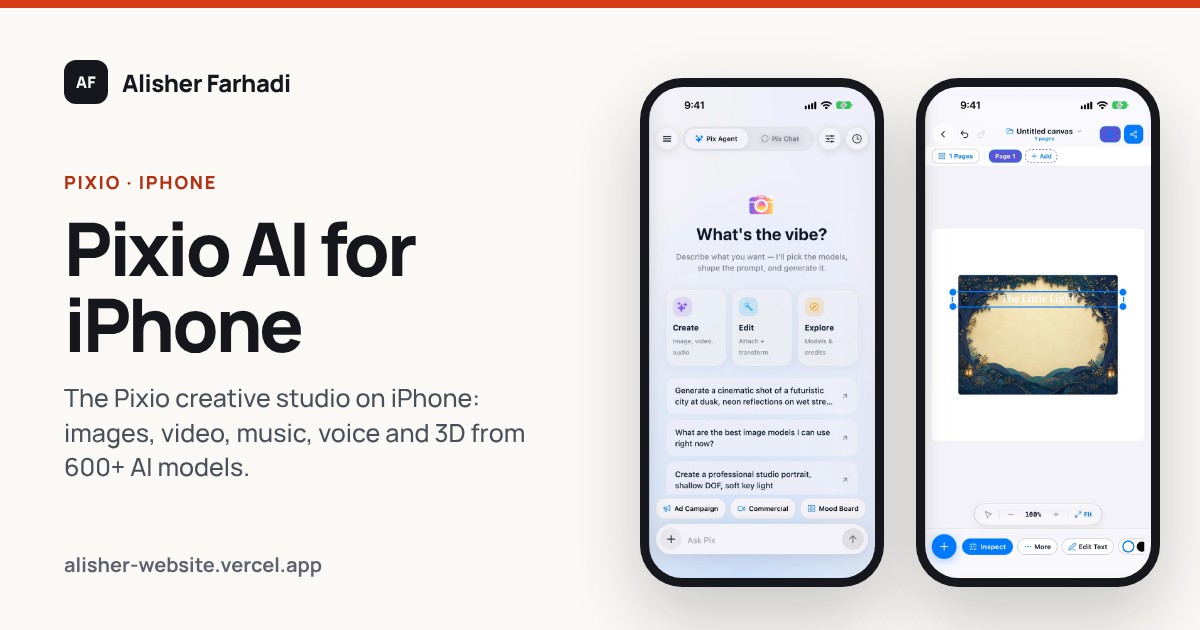 AF
Alisher Farhadi
PIXIO · IPHONE
Pixio AI for
iPhone
The Pixio creative studio on iPhone:
images, video, music, voice and 3D from
600+ AI models.
alisher-website.vercel.app
9:41
Pix Agent
Pix Chat
What's the vibe?
Describe what you want — I'll pick the models,
shape the prompt, and generate it.
Create
Image, video,
audio
Edit
Attach +
transform
Explore
Models &
credits
Generate a cinematic shot of a futuristic
city at dusk, neon reflections on wet stre...
What are the best image models I can use
right now?
Create a professional studio portrait,
shallow DOF, soft key light
Ad Campaign
Commercial
Mood Board
Ask Pix
9:41
Untitled canvas
1 pages
1 Pages
Page 1
+ Add
The Little Light
100%
Fit
Inspect
More
Edit Text